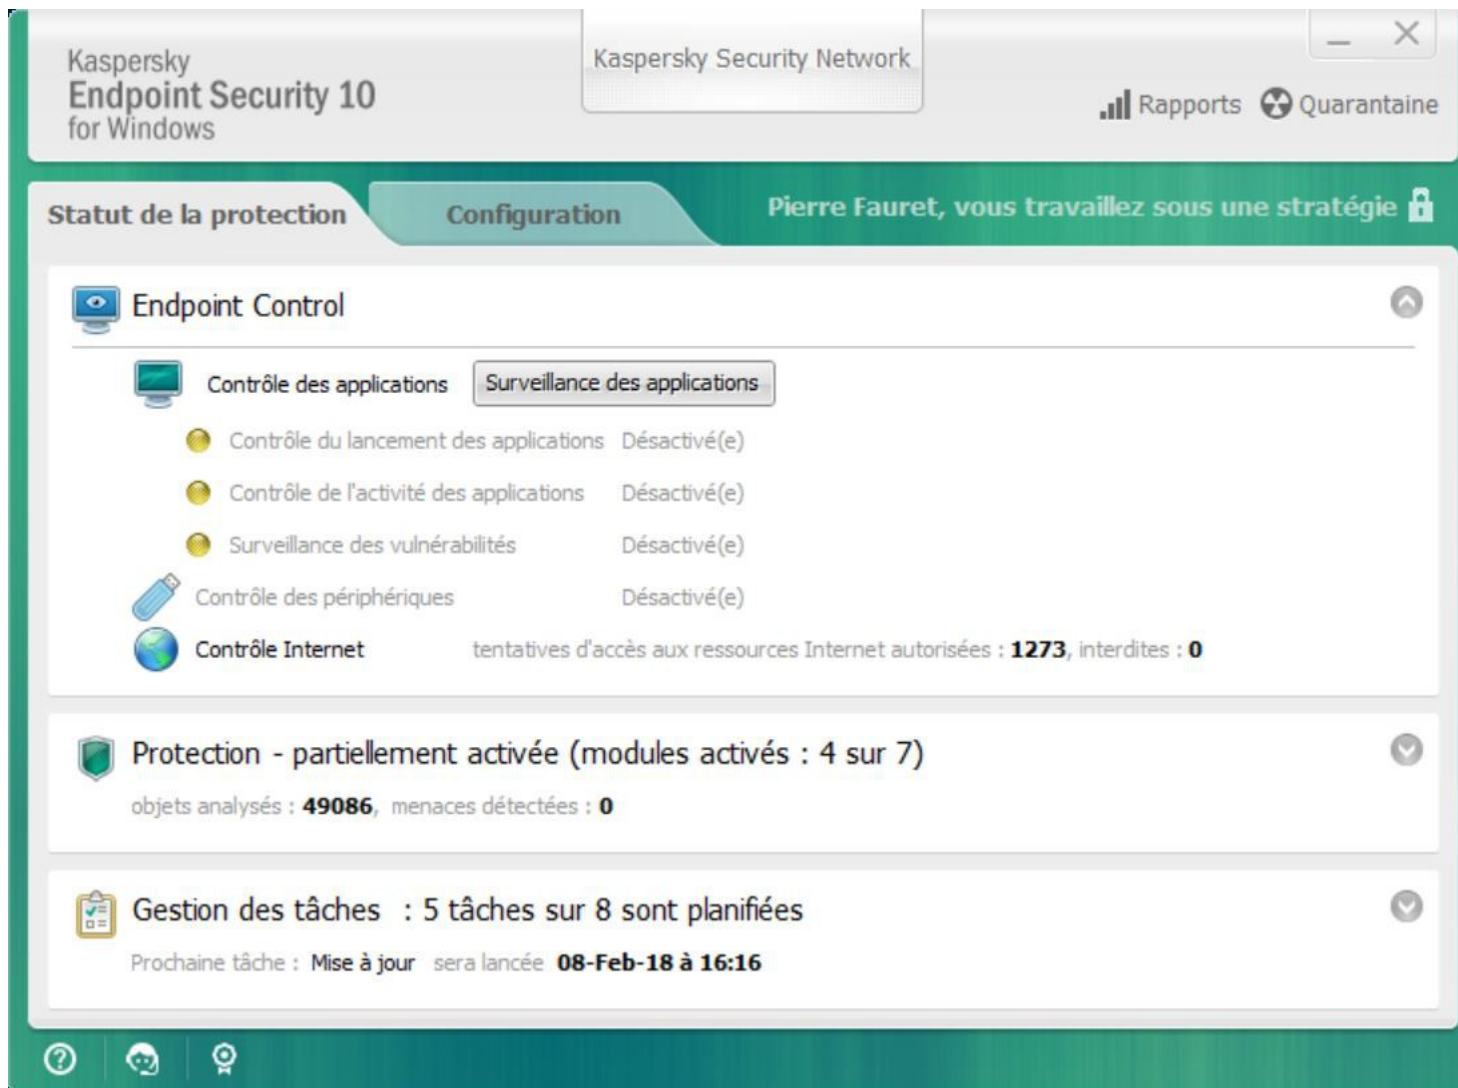 Kaspersky
Endpoint Security 10
for Windows
Kaspersky Security Network
Rapports Quarantaine
Statut de la protection
Configuration
Pierre Fauret, vous travaillez sous une stratégie
Endpoint Control
Contrôle des applications Surveillance des applications
Contrôle du lancement des applications Désactivé(e)
Contrôle de l'activité des applications Désactivé(e)
Surveillance des vulnérabilités Désactivé(e)
Contrôle des périphériques Désactivé(e)
Contrôle Internet tentatives d'accès aux ressources Internet autorisées : 1273, interdites : 0
Protection - partiellement activée (modules activés : 4 sur 7)
objets analysés : 49086, menaces détectées : 0
Gestion des tâches : 5 tâches sur 8 sont planifiées
Prochaine tâche : Mise à jour sera lancée 08-Feb-18 à 16:16